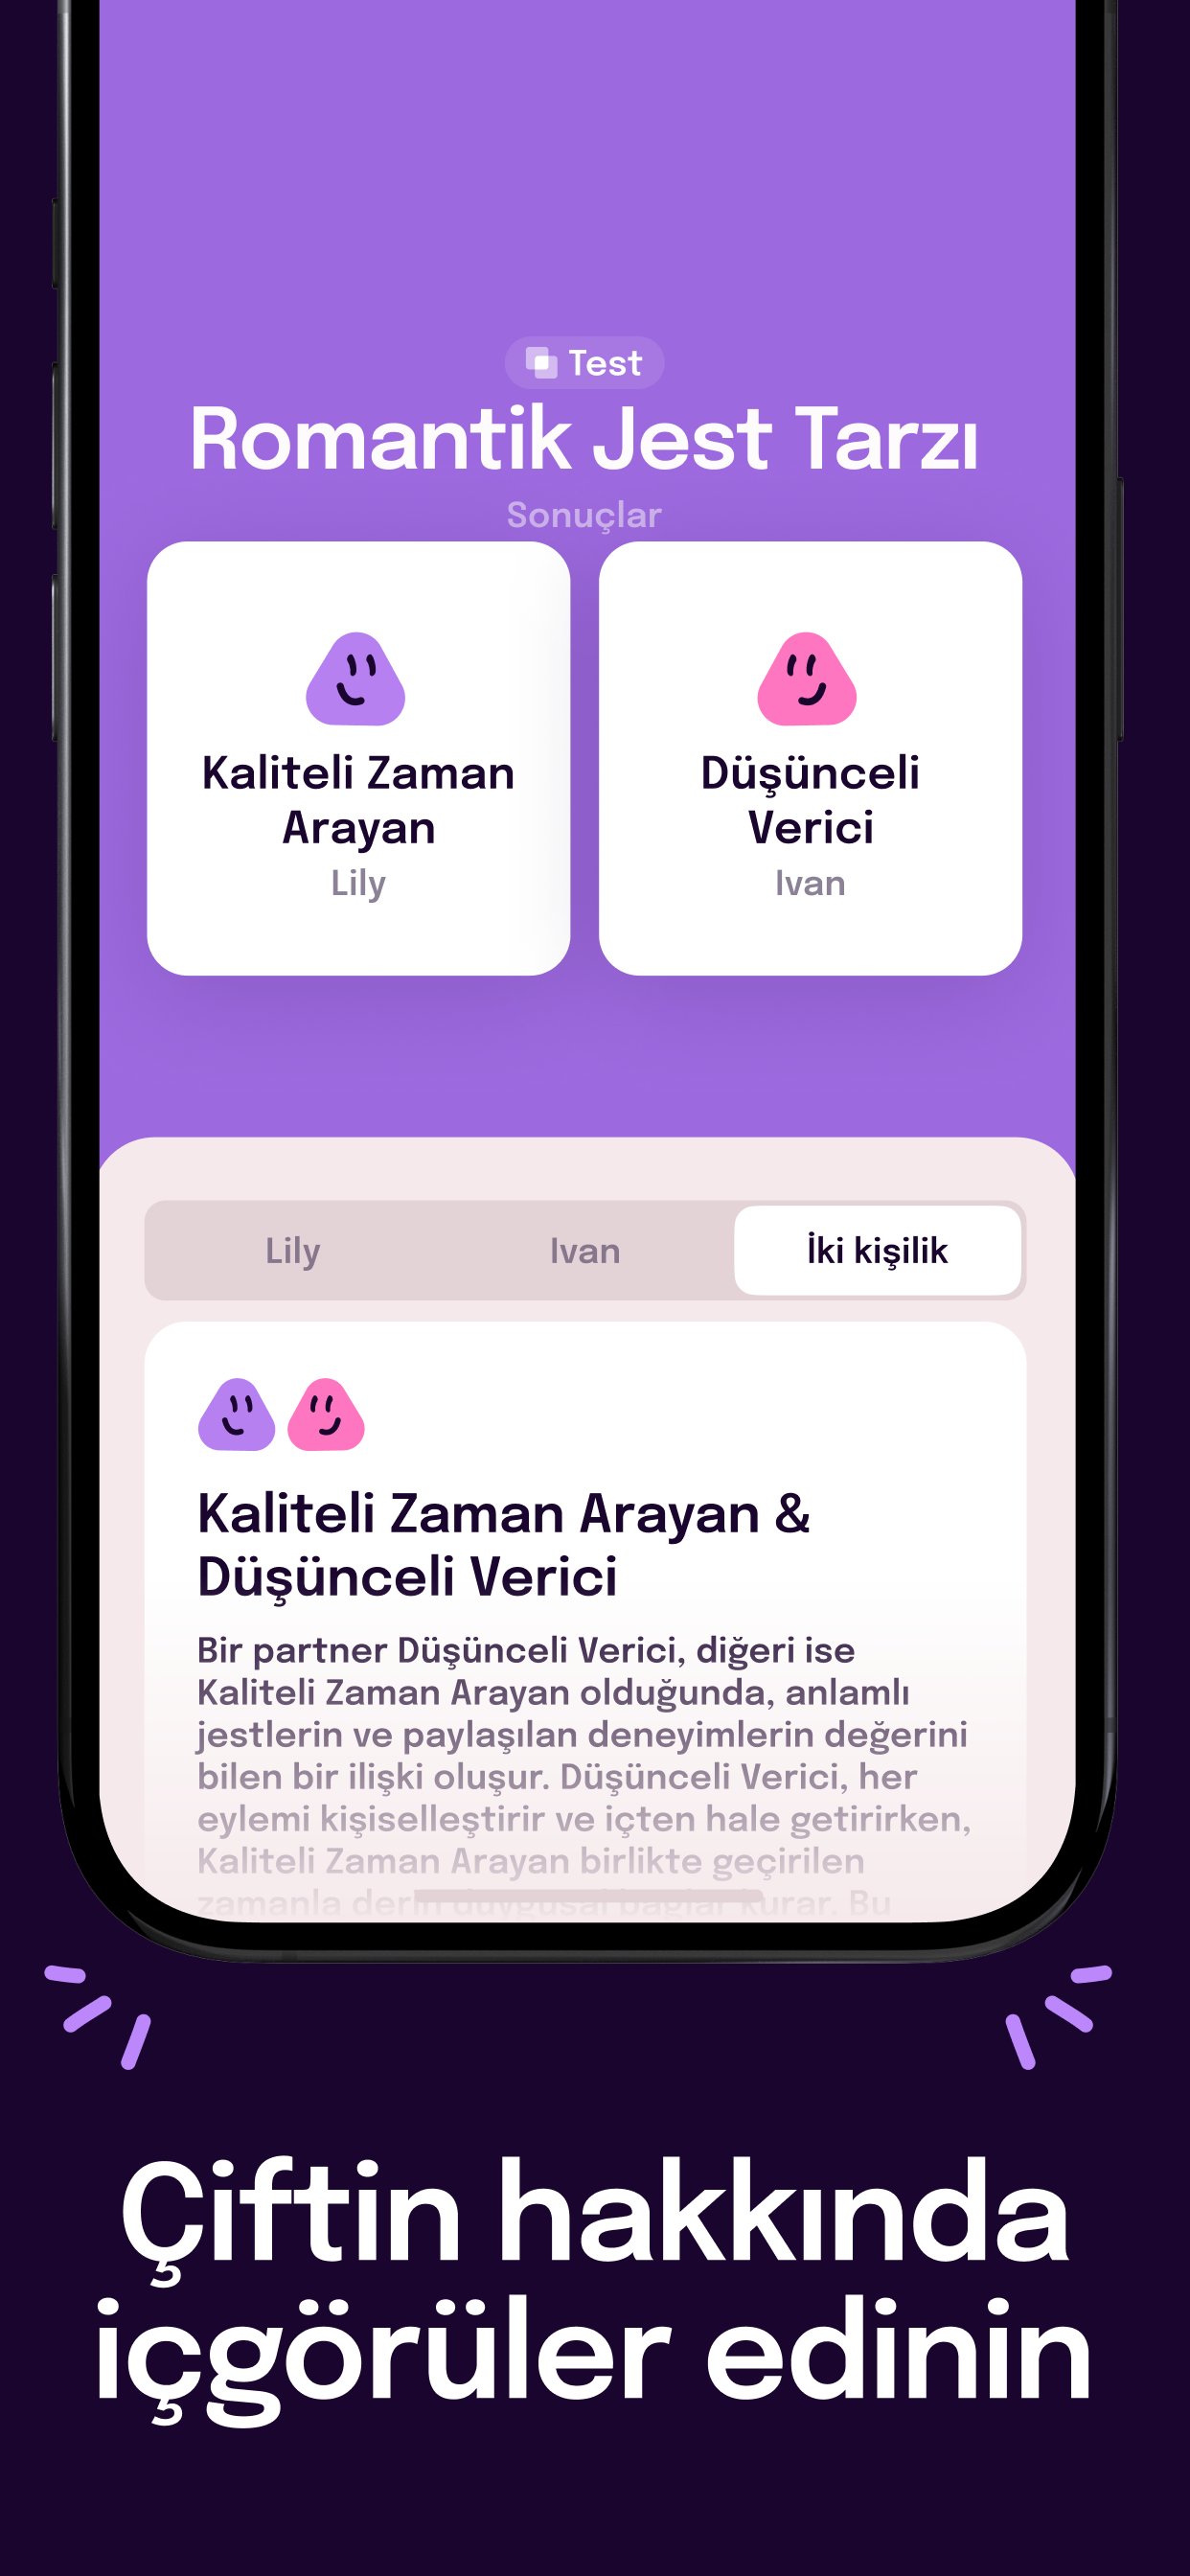 Test
Romantik Jest Tarzı
Sonuçlar
Kaliteli Zaman
Arayan
Lily
Düşünceli
Verici
Ivan
Lily
Ivan
İki kişilik
Kaliteli Zaman Arayan &
Düşünceli Verici
Bir partner Düşünceli Verici, diğeri ise
Kaliteli Zaman Arayan olduğunda, anlamlı
jestlerin ve paylaşılan deneyimlerin değerini
bilen bir ilişki oluşur. Düşünceli Verici, her
eylemi kişiselleştirir ve içten hale getirirken,
Kaliteli Zaman Arayan birlikte geçirilen
zamanla derin duygusal bağlar kurar. Bu
Çiftin hakkında
içgörüler edinin